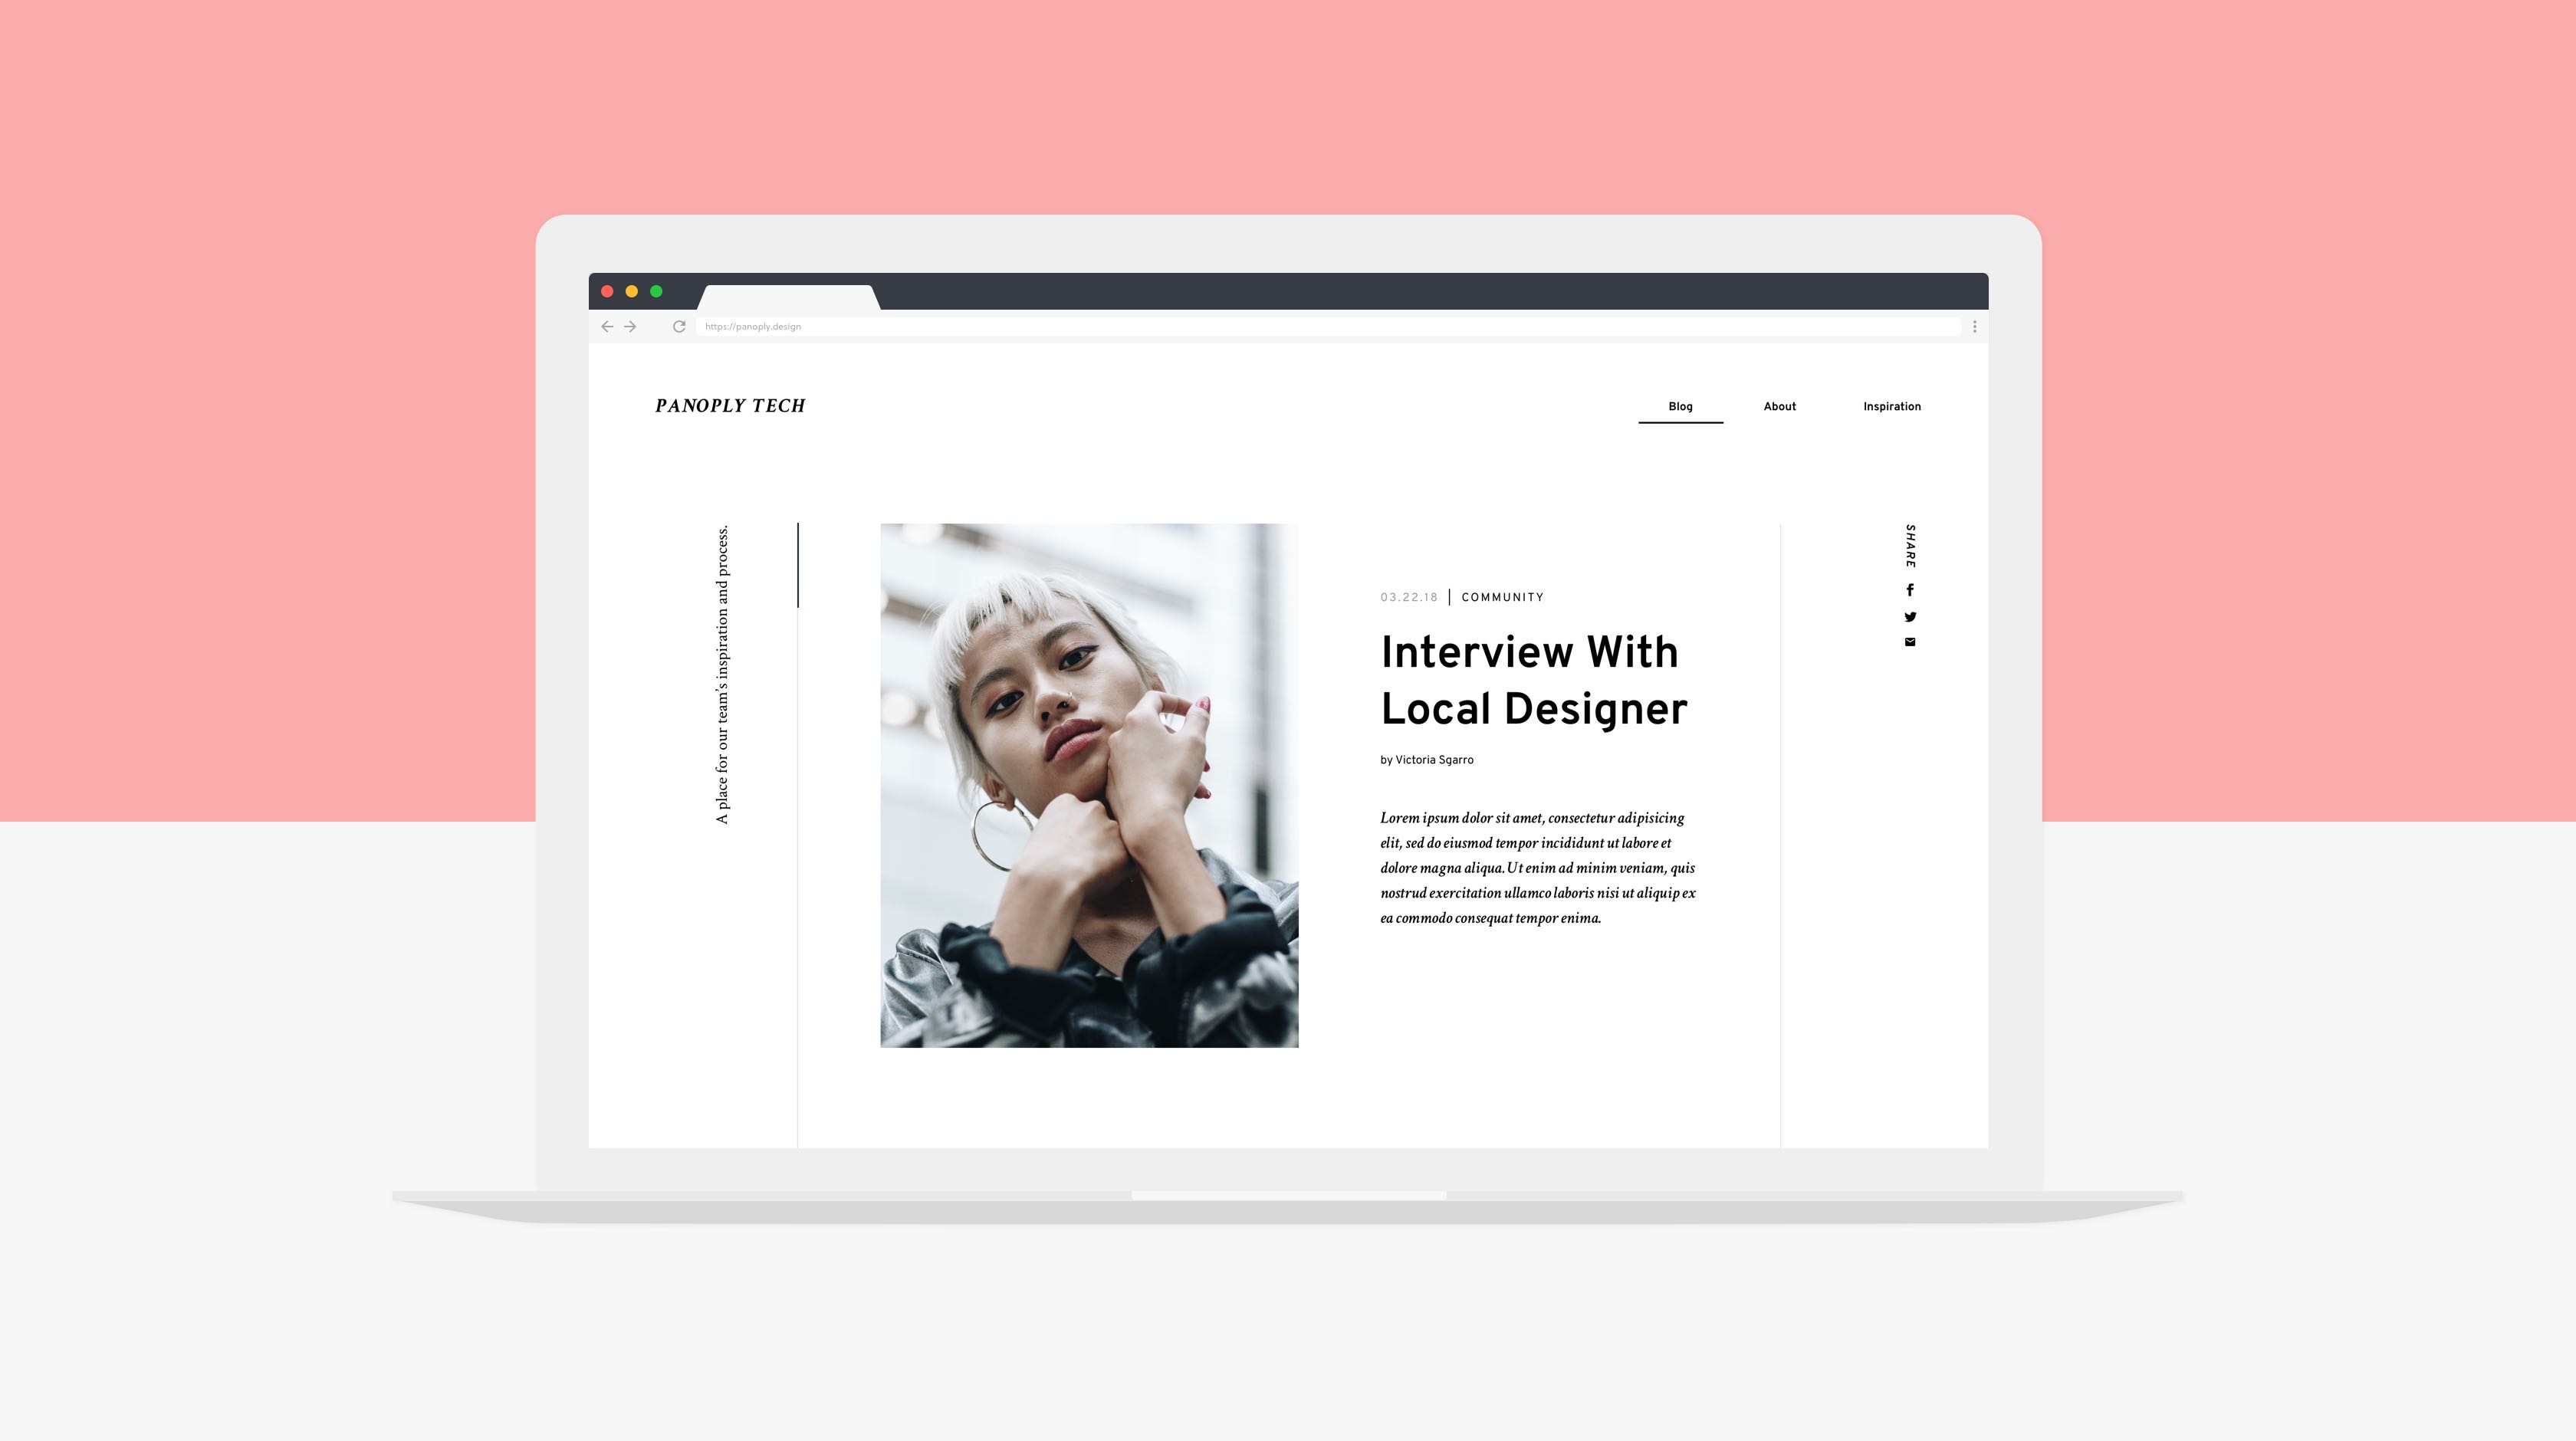 https://panoply.design
PANOPLY TECH
Blog
About
Inspiration
A place for our team's inspiration and process.
03.22.18 | COMMUNITY
Interview With
Local Designer
by Victoria Sgarro
Lorem ipsum dolor sit amet, consectetur adipisicing
elit, sed do eiusmod tempor incididunt ut labore et
dolore magna aliqua. Ut enim ad minim veniam, quis
nostrud exercitation ullamco laboris nisi ut aliquip ex
ea commodo consequat tempor enima.
SHARE